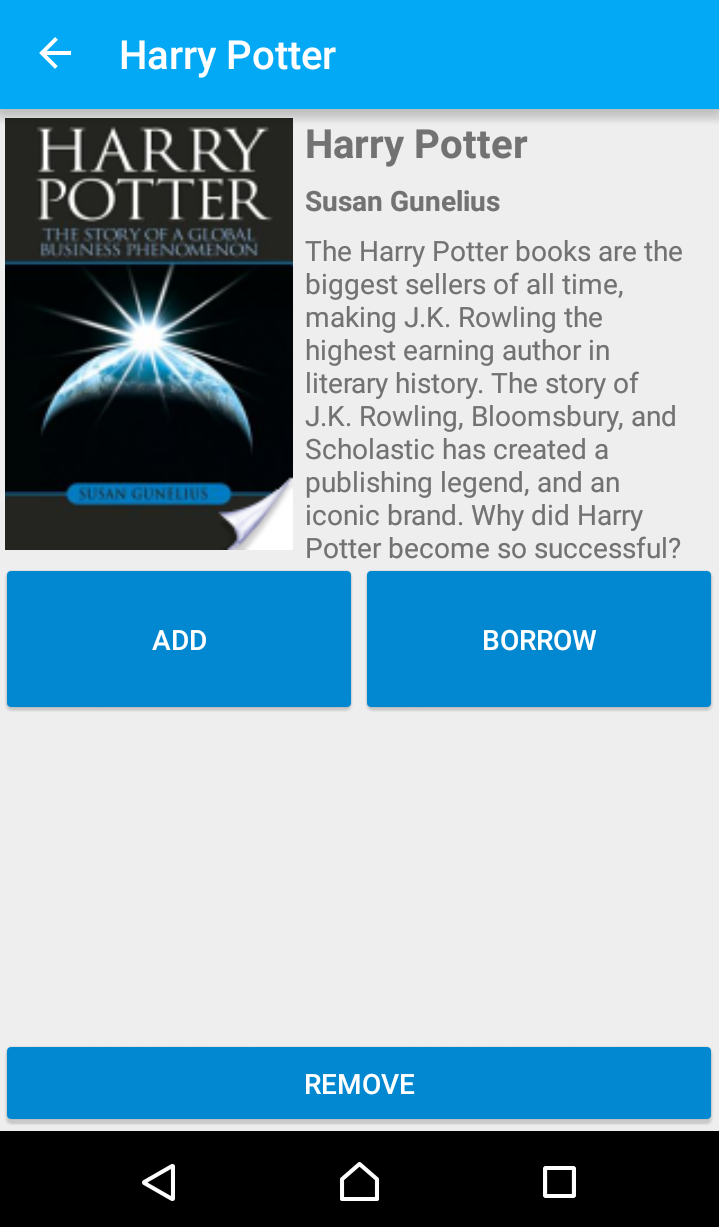 Harry Potter
HARRY
POTTER
THE STORY OF A GLOBAL
BUSINESS PHENOMENON
SUSAN GUNELIUS
Harry Potter
Susan Gunelius
The Harry Potter books are the
biggest sellers of all time,
making J.K. Rowling the
highest earning author in
literary history. The story of
J.K. Rowling, Bloomsbury, and
Scholastic has created a
publishing legend, and an
iconic brand. Why did Harry
Potter become so successful?
ADD
BORROW
REMOVE